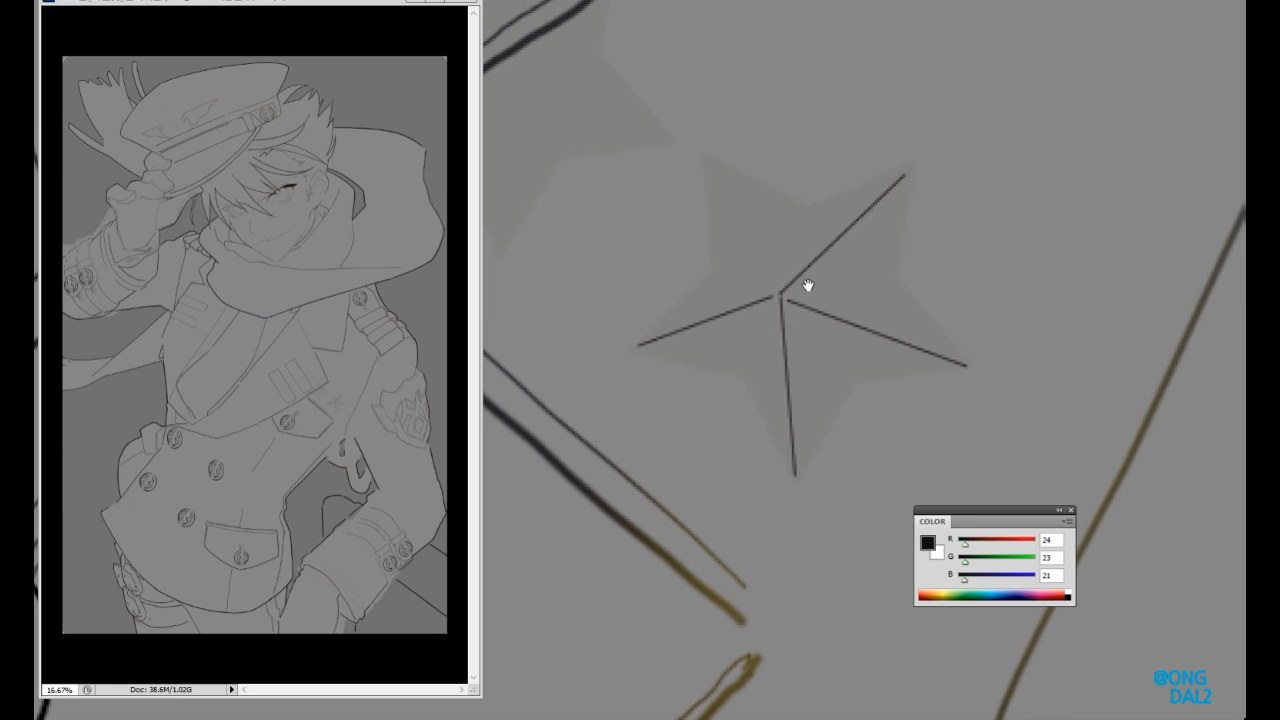 COLOR
R 24
G 23
B 21
16.67%
Doc: 38.6M/1.02G
@ONG
DAL2